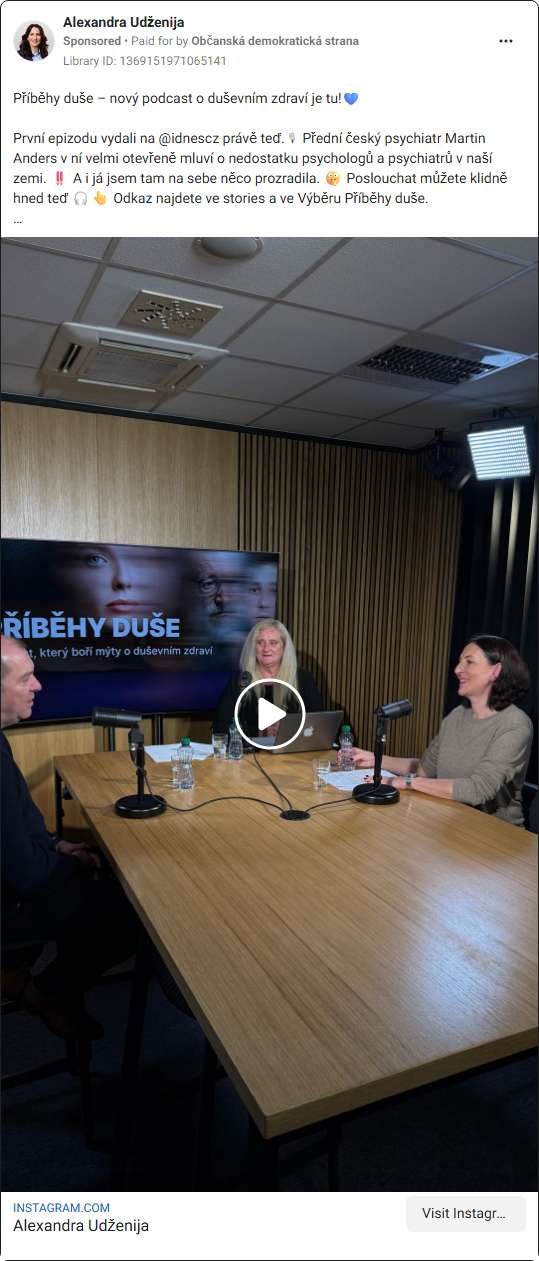 Alexandra Udženija
Sponsored • Paid for by Občanská demokratická strana
Library ID: 1369151971065141
Příběhy duše – nový podcast o duševním zdraví je tu!💙
První epizodu vydali na @idnescz právě teď.🎙 Přední český psychiatr Martin
Anders v ní velmi otevřeně mluví o nedostatku psychologů a psychiatrů v naší
zemi. ‼️ A i já jsem tam na sebe něco prozradila. 🫣 Poslouchat můžete klidně
hned teď 🎧👆 Odkaz najdete ve stories a ve Výběru Příběhy duše.
...
ŘÍBĚHY DUŠE
t, který boří mýty o duševním zdraví
INSTAGRAM.COM
Alexandra Udženija
Visit Instagr...